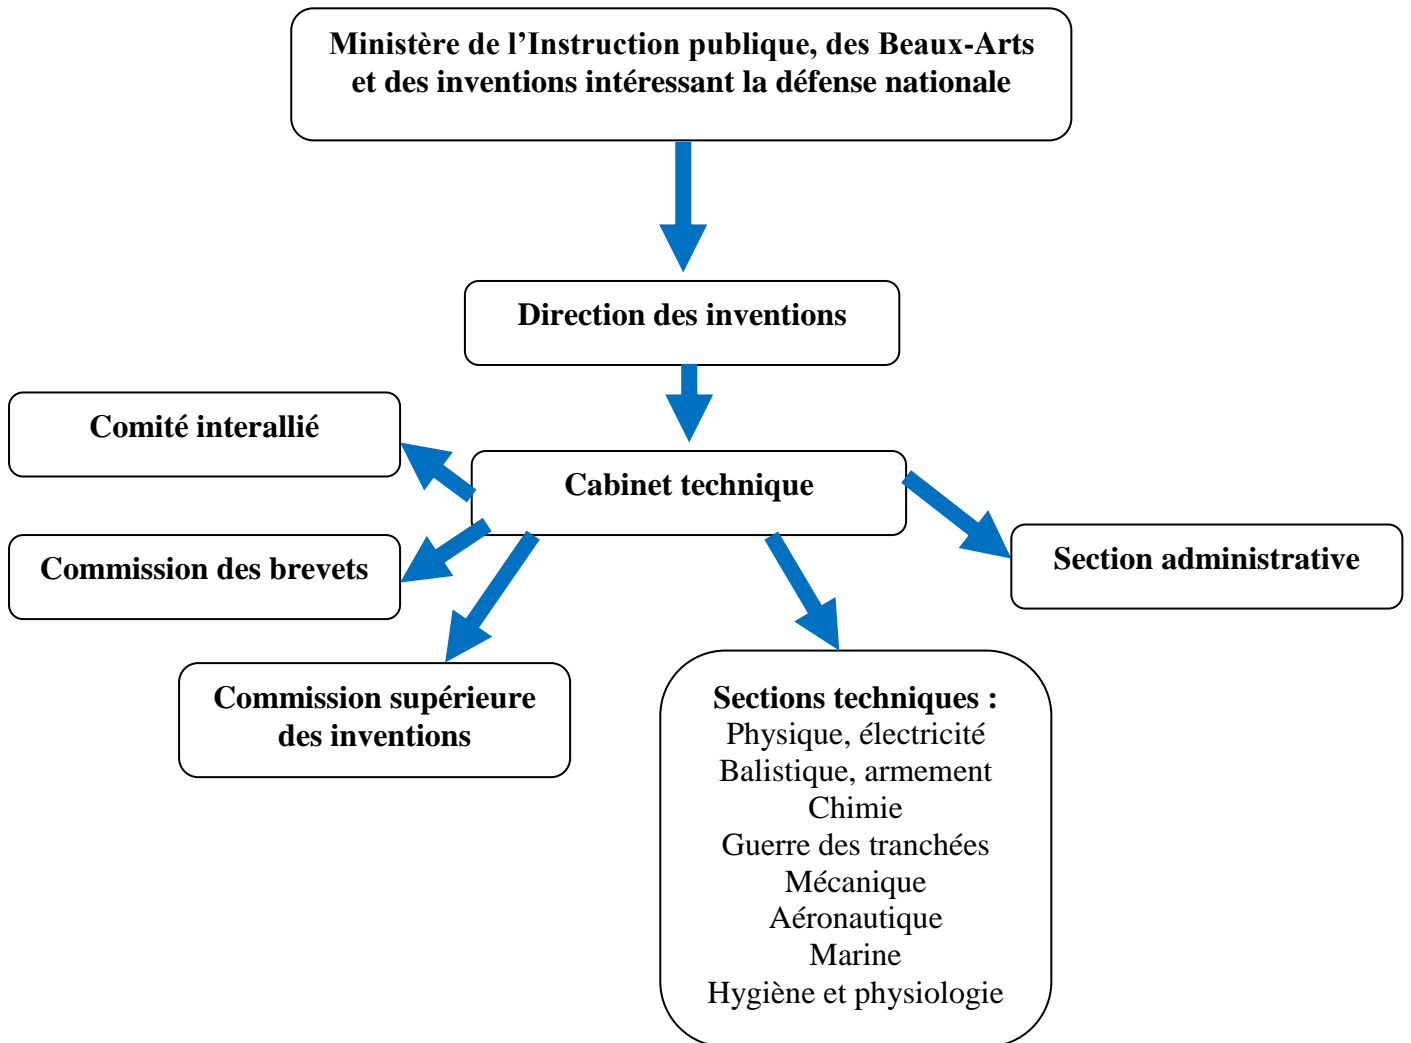 Ministère de l’Instruction publique, des Beaux-Arts
et des inventions intéressant la défense nationale
Direction des inventions
Comité interallié
Cabinet technique
Commission des brevets
Section administrative
Commission supérieure
des inventions
Sections techniques :
Physique, électricité
Balistique, armement
Chimie
Guerre des tranchées
Mécanique
Aéronautique
Marine
Hygiène et physiologie